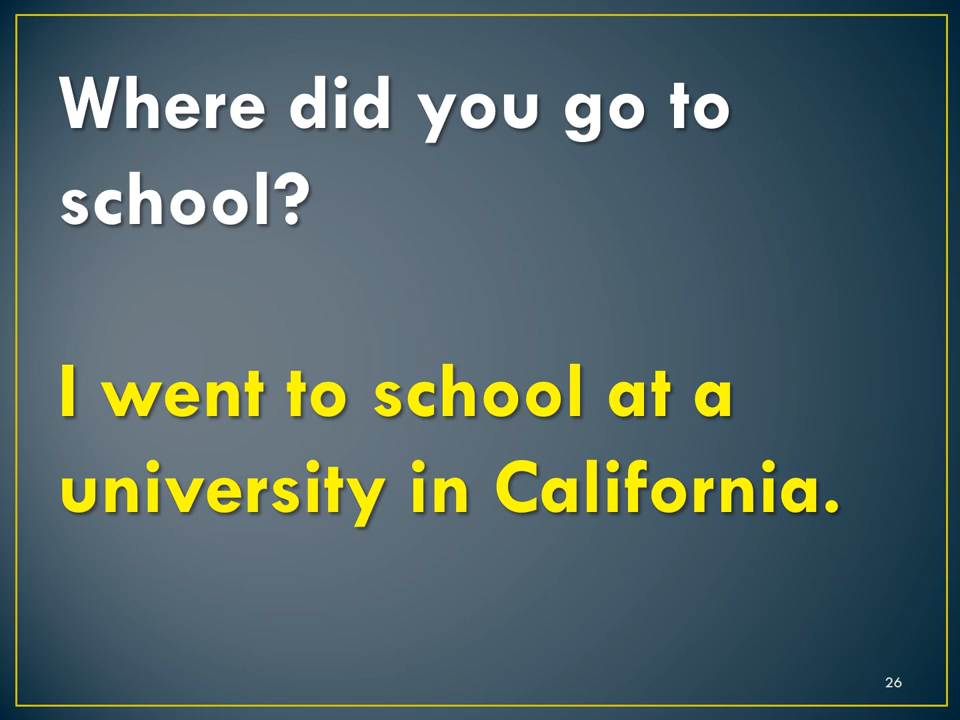 Where did you go to
school?
I went to school at a
university in California.
26